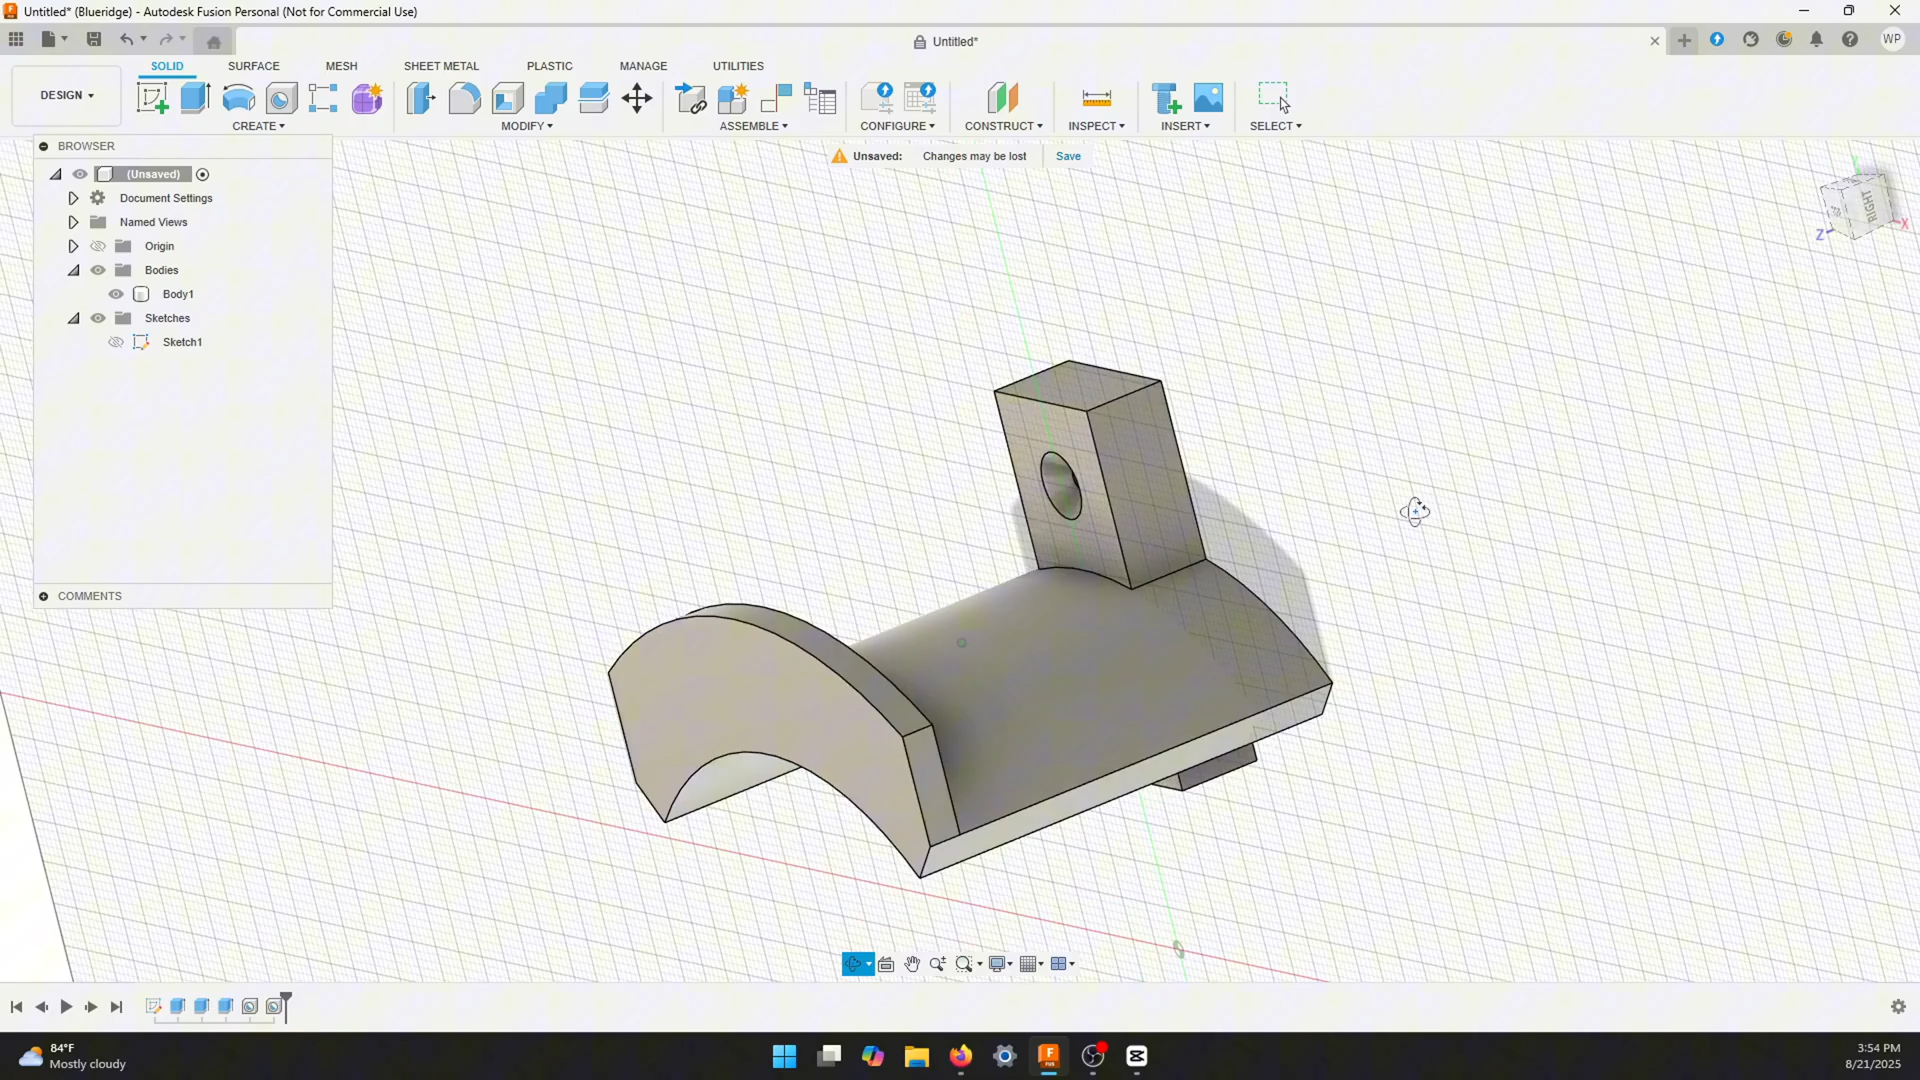 Untitled* (Blueridge) - Autodesk Fusion Personal (Not for Commercial Use)
Untitled*
WP
SOLID SURFACE MESH SHEET METAL PLASTIC MANAGE UTILITIES
DESIGN
CREATE MODIFY ASSEMBLE CONFIGURE CONSTRUCT INSPECT INSERT SELECT
BROWSER
Unsaved: Changes may be lost Save
(Unsaved)
Document Settings
Named Views
Origin
Bodies
Body1
Sketches
Sketch1
COMMENTS
Y
RIGHT
X
Z
84°F
Mostly cloudy
3:54 PM
8/21/2025